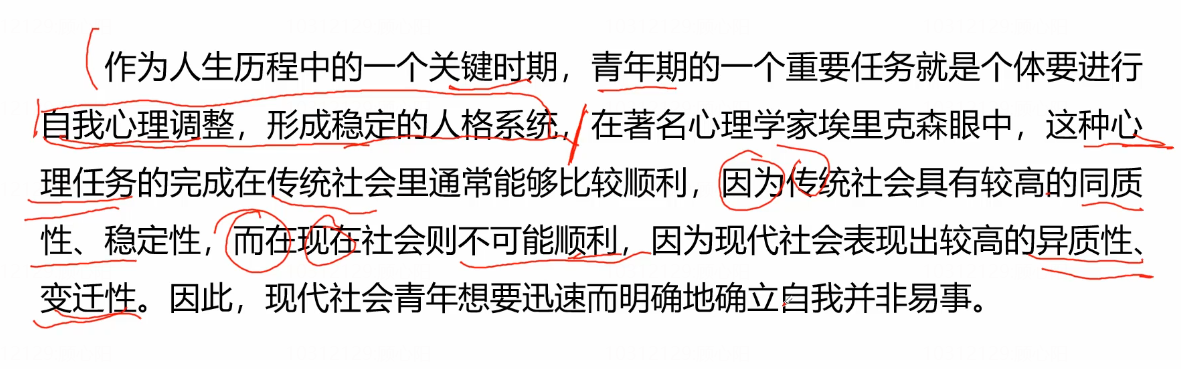 作为人生历程中的一个关键时期，青年期的一个重要任务就是个体要进行
自我心理调整，形成稳定的人格系统，在著名心理学家埃里克森眼中，这种心
理任务的完成在传统社会里通常能够比较顺利，因为传统社会具有较高的同质
性、稳定性，而在现在社会则不可能顺利，因为现代社会表现出较高的异质性、
变迁性。因此，现代社会青年想要迅速而明确地确立自我并非易事。